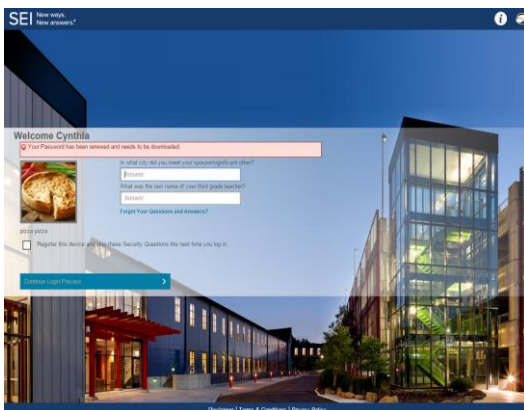 SEI New ways.
New answers.®
i
Welcome Cynthia
Your Password has been renewed and needs to be downloaded.
In what city did you meet your spouse/significant other?
Answer
What was the last name of your third grade teacher?
Answer
Forgot Your Questions and Answers?
pizza pizza
Register this device and skip these Security Questions the next time you log in
Continue Login Process
Disclaimer | Terms & Conditions | Privacy Policy